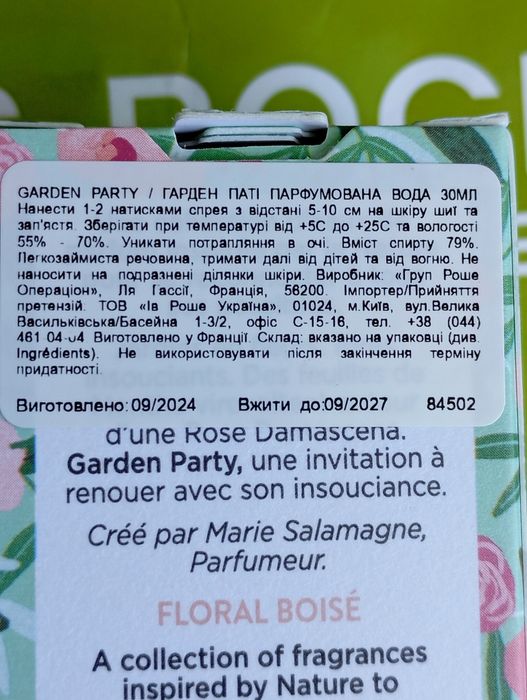 GARDEN PARTY / ГАРДЕН ПАТІ ПАРФУМОВАНА ВОДА 30МЛ
Нанести 1-2 натисками спрея з відстані 5-10 см на шкіру шиї та
зап'ястя. Зберігати при температурі від +5С до +25С та вологості
55% - 70%. Уникати потрапляння в очі. Вміст спирту 79%.
Легкозаймиста речовина, тримати далі від дітей та від вогню. Не
наносити на подразнені ділянки шкіри. Виробник: «Груп Роше
Операціон», Ля Гассії, Франція, 56200. Імпортер/Прийняття
претензій: ТОВ «Ів Роше Україна», 01024, м.Київ, вул.Велика
Васильківська/Басейна 1-3/2, офіс С-15-16, тел. +38 (044)
461 04-04 Виготовлено у Франції. Склад: вказано на упаковці (див.
Ingrédients). Не використовувати після закінчення терміну
придатності.
Виготовлено: 09/2024 Вжити до:09/2027 84502
d'une Rose Damascena.
Garden Party, une invitation à
renouer avec son insouciance.
Créé par Marie Salamagne,
Parfumeur.
FLORAL BOISÉ
A collection of fragrances
inspired by Nature to